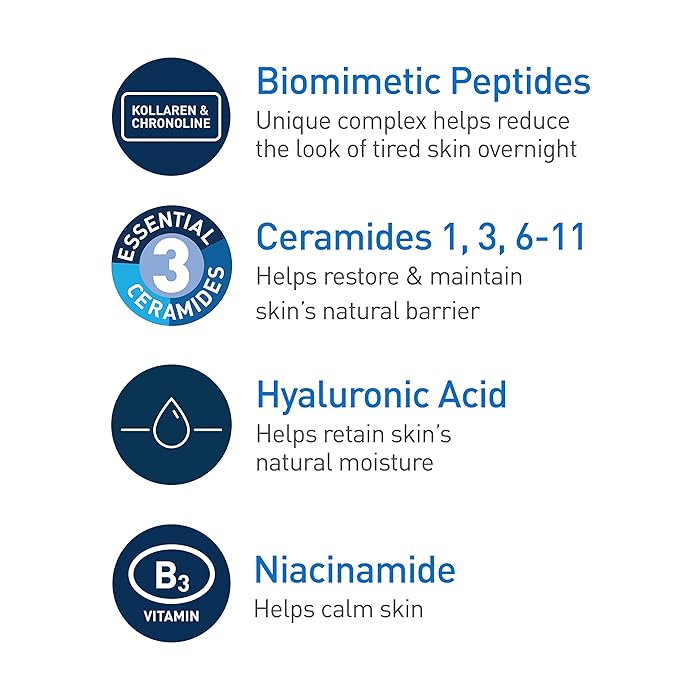 KOLLAREN &
CHRONOLINE
Biomimetic Peptides
Unique complex helps reduce
the look of tired skin overnight
ESSENTIAL
3
CERAMIDES
Ceramides 1, 3, 6-11
Helps restore & maintain
skin’s natural barrier
Hyaluronic Acid
Helps retain skin’s
natural moisture
B3
VITAMIN
Niacinamide
Helps calm skin